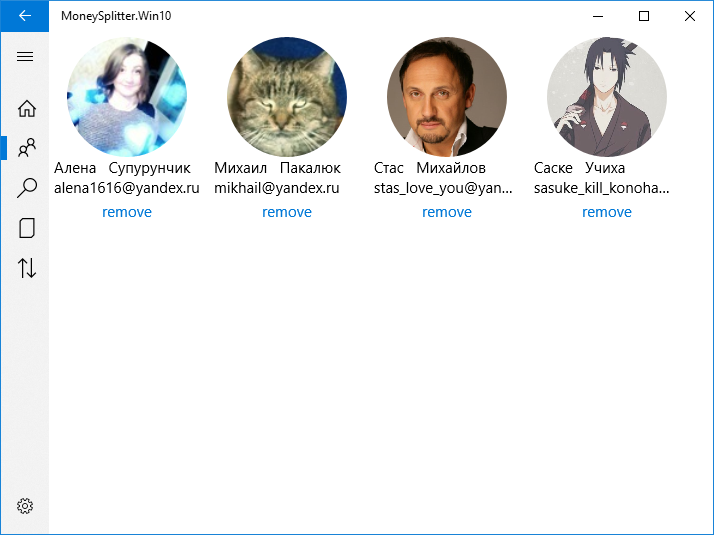 MoneySplitter.Win10
Алена Супурунчик
alena1616@yandex.ru
remove
Михаил Пакалюк
mikhail@yandex.ru
remove
Стас Михайлов
stas_love_you@yan...
remove
Саске Учиха
sasuke_kill_konoha...
remove